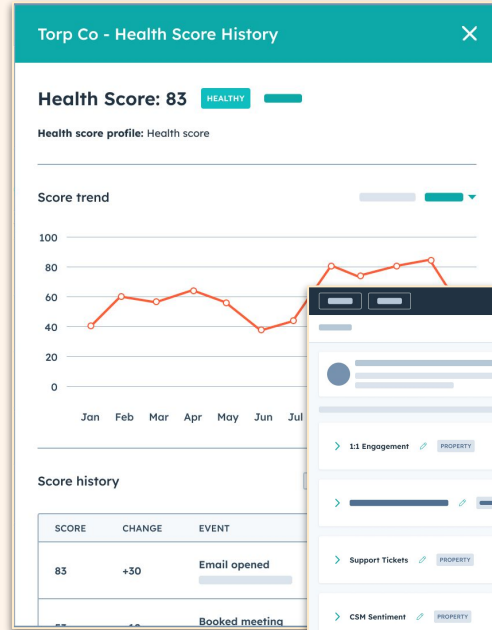 Torp Co - Health Score History
Health Score: 83 HEALTHY
Health score profile: Health score
Score trend
100
80
60
40
20
0
Jan Feb Mar Apr May Jun Jul
Score history
SCORE CHANGE EVENT
83 +30 Email opened
Booked meeting
1:1 Engagement PROPERTY
Support Tickets PROPERTY
CSM Sentiment PROPERTY